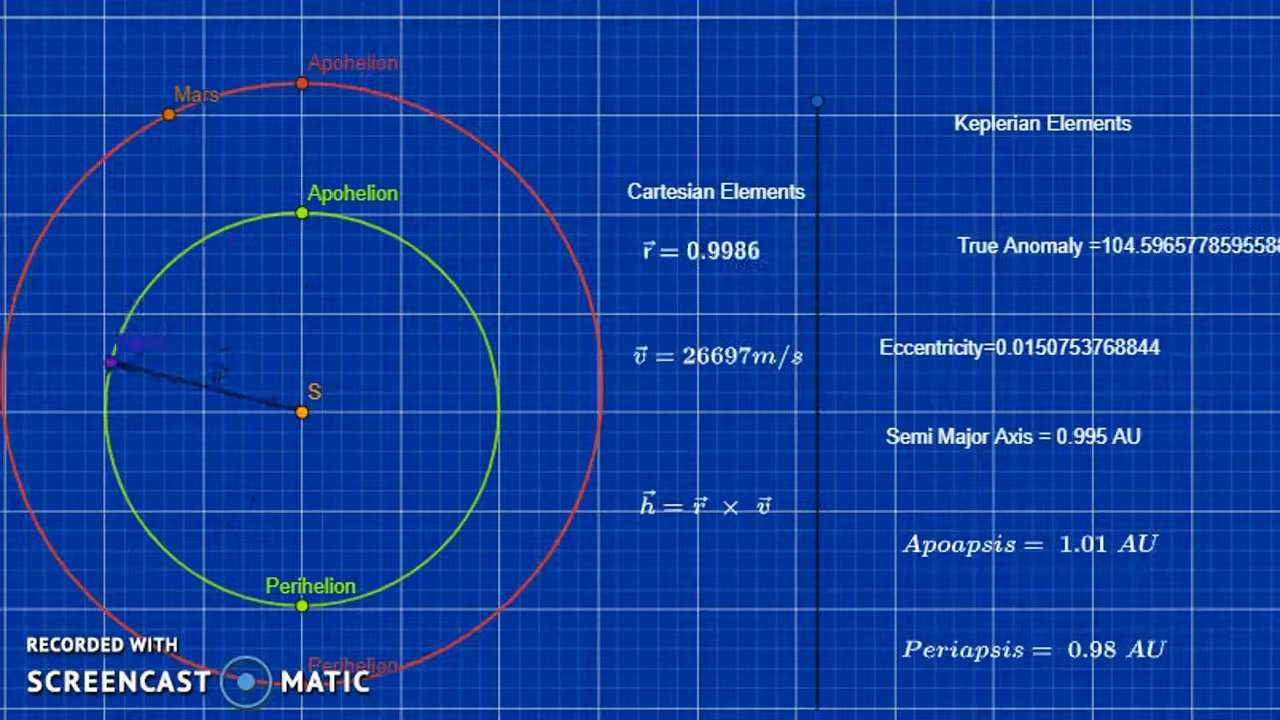 Apohelion
Mars
Apohelion
S
Perihelion
Perihelion
Cartesian Elements
r⃗ = 0.9986
v⃗ = 26697m/s
h⃗ = r⃗ × v⃗
Keplerian Elements
True Anomaly =104.596577859558
Eccentricity=0.0150753768844
Semi Major Axis = 0.995 AU
Apoapsis = 1.01 AU
Periapsis = 0.98 AU
RECORDED WITH
SCREENCAST MATIC